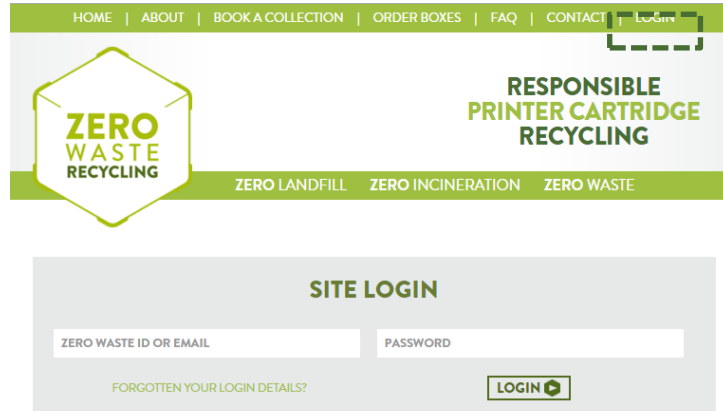 HOME | ABOUT | BOOK A COLLECTION | ORDER BOXES | FAQ | CONTACT | LOGIN
ZERO
WASTE
RECYCLING
RESPONSIBLE
PRINTER CARTRIDGE
RECYCLING
ZERO LANDFILL ZERO INCINERATION ZERO WASTE
SITE LOGIN
ZERO WASTE ID OR EMAIL PASSWORD
FORGOTTEN YOUR LOGIN DETAILS? LOGIN